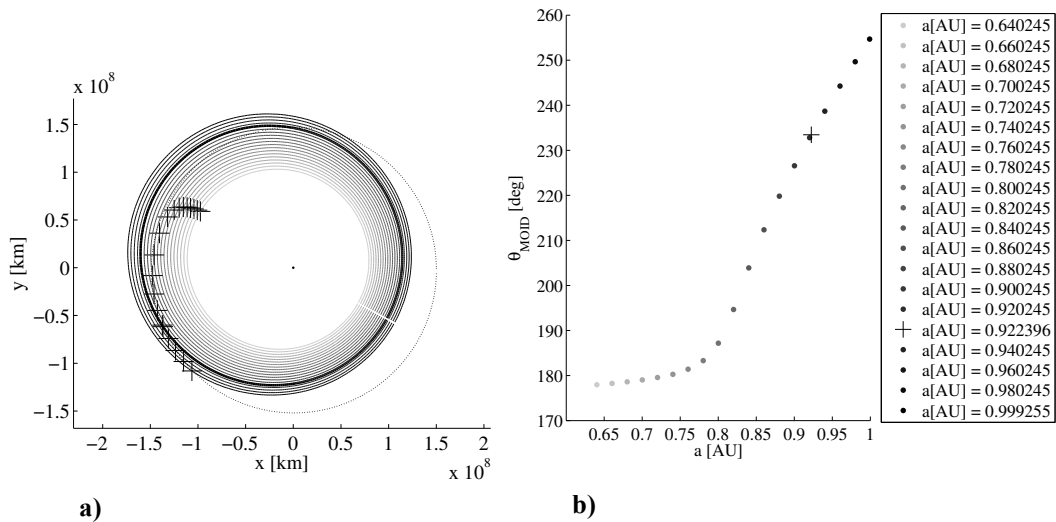 x 10⁸
1.5
1
0.5
0
−0.5
−1
−1.5
y [km]
−2 −1.5 −1 −0.5 0 0.5 1 1.5 2
x [km]
x 10⁸
a)
260
250
240
230
220
210
200
190
180
170
θMOID [deg]
0.65 0.7 0.75 0.8 0.85 0.9 0.95 1
a [AU]
b)
a[AU] = 0.640245
a[AU] = 0.660245
a[AU] = 0.680245
a[AU] = 0.700245
a[AU] = 0.720245
a[AU] = 0.740245
a[AU] = 0.760245
a[AU] = 0.780245
a[AU] = 0.800245
a[AU] = 0.820245
a[AU] = 0.840245
a[AU] = 0.860245
a[AU] = 0.880245
a[AU] = 0.900245
a[AU] = 0.920245
a[AU] = 0.922396
a[AU] = 0.940245
a[AU] = 0.960245
a[AU] = 0.980245
a[AU] = 0.999255